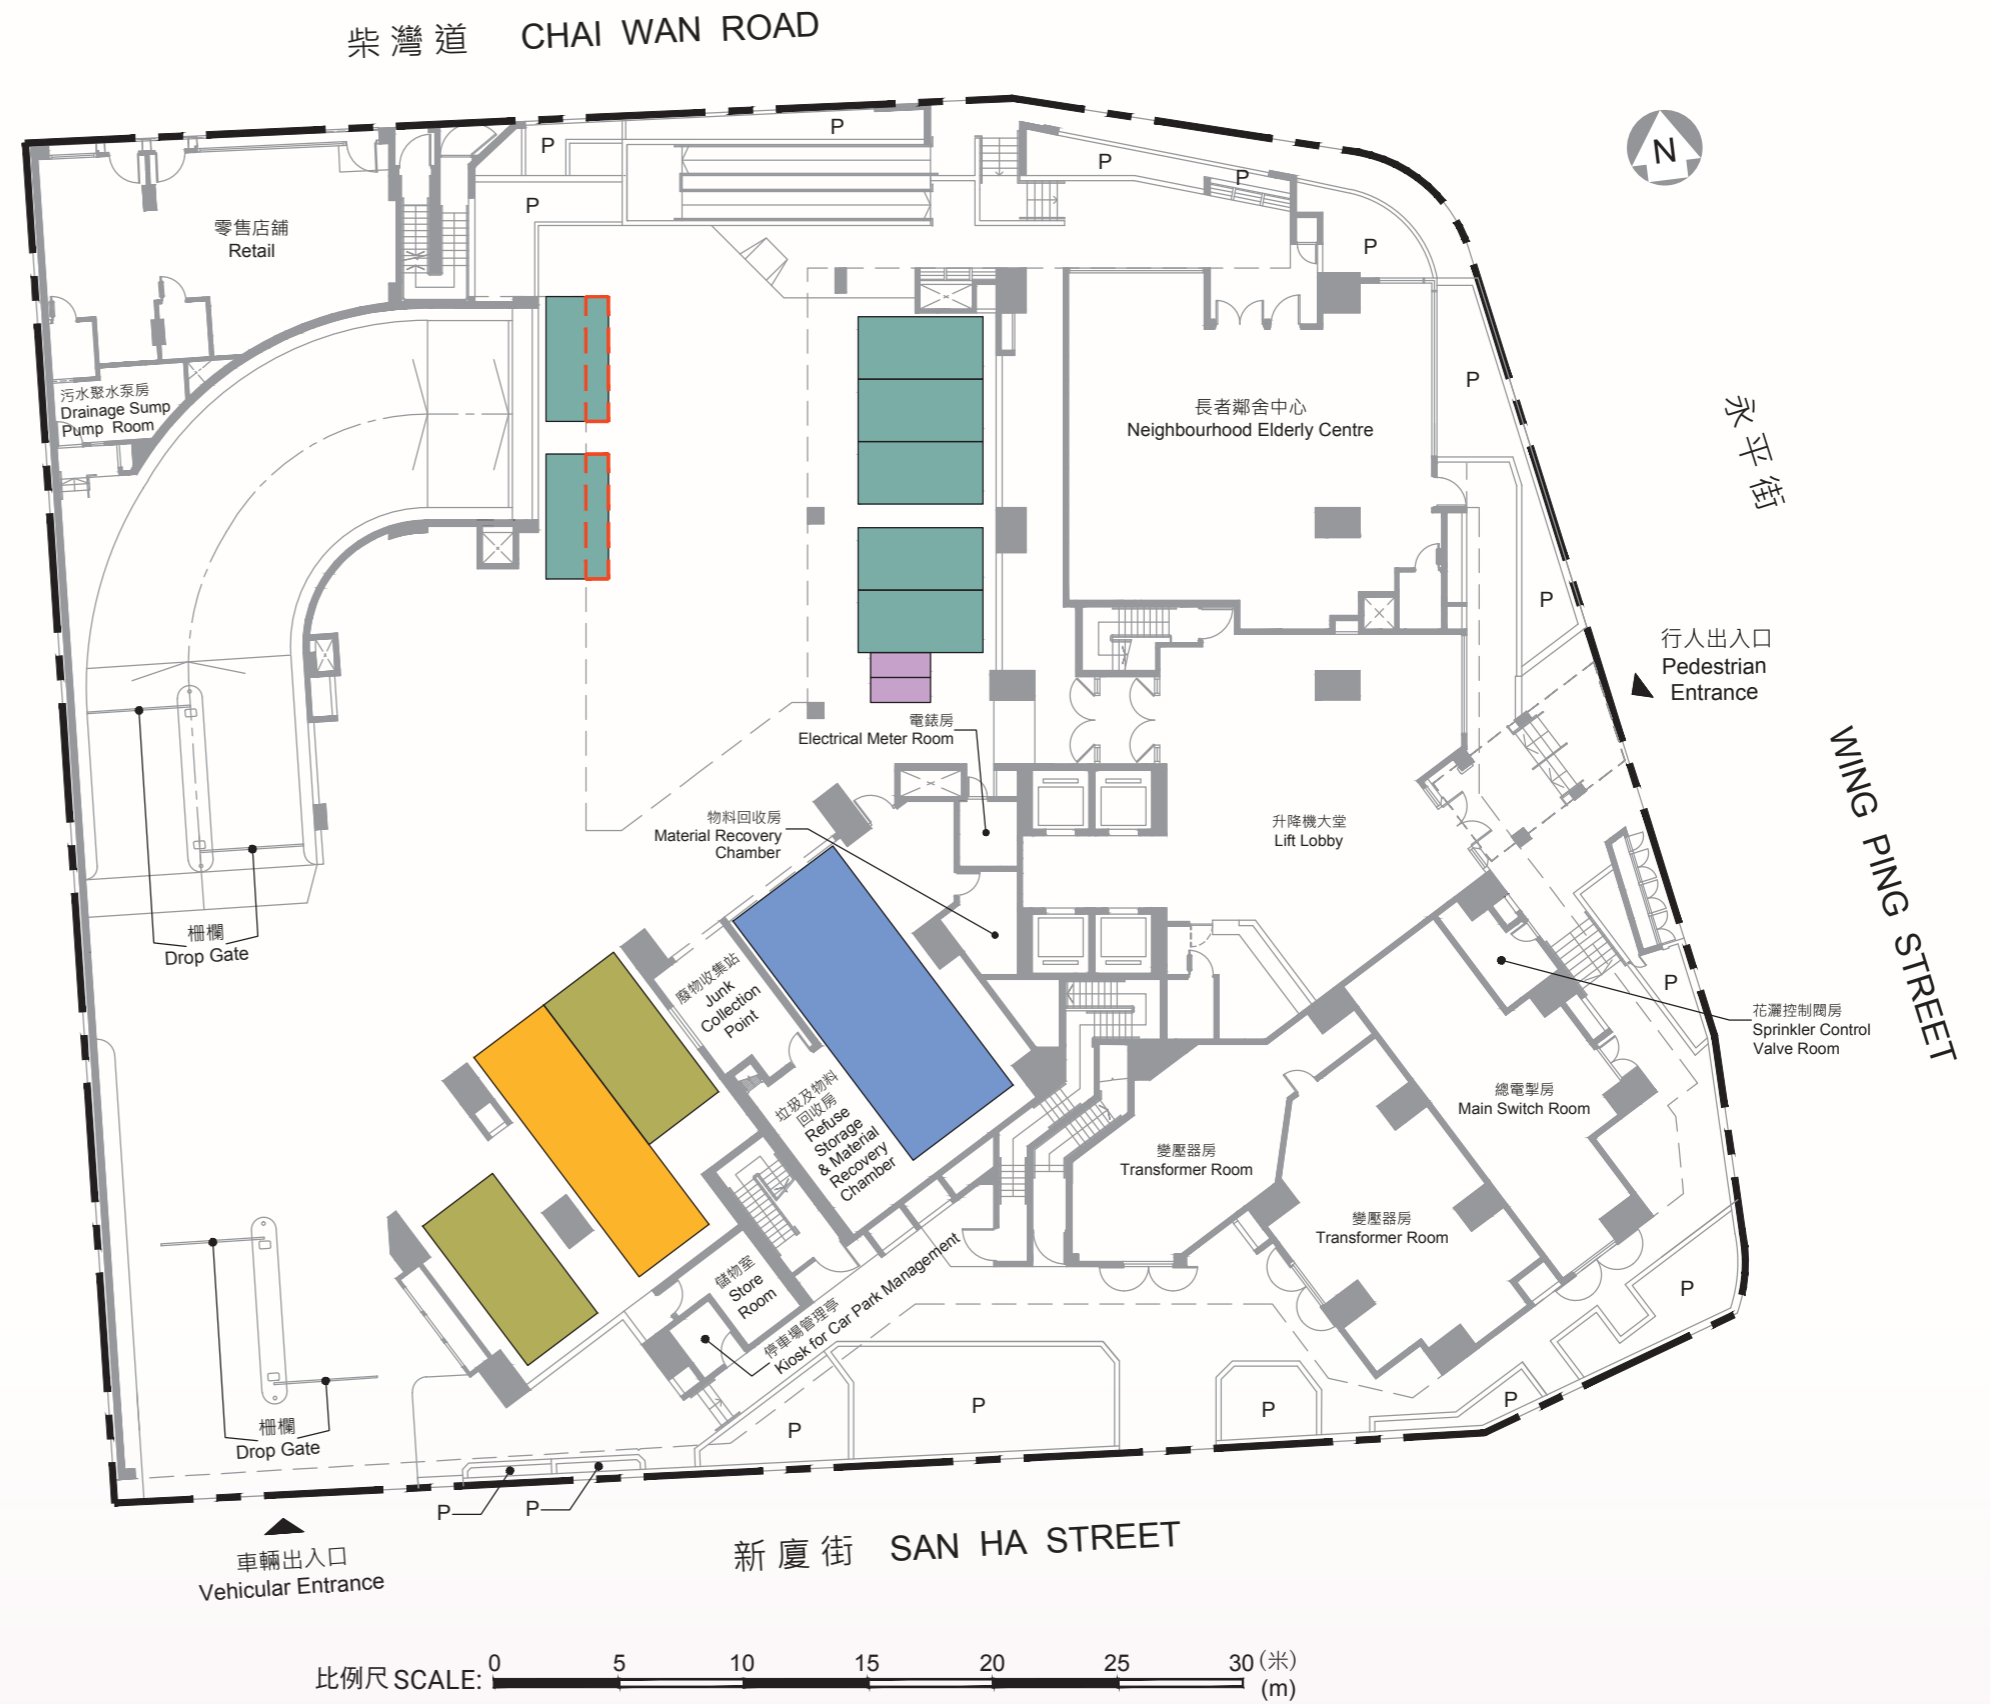 柴灣道 CHAI WAN ROAD
P
P
P
P
P
P
N
零售店舖
Retail
污水聚水泵房
Drainage Sump
Pump Room
長者鄰舍中心
Neighbourhood Elderly Centre
P
永平街
WING PING STREET
P
行人出入口
Pedestrian
Entrance
電錶房
Electrical Meter Room
物料回收房
Material Recovery
Chamber
升降機大堂
Lift Lobby
柵欄
Drop Gate
廢物收集站
Junk
Collection
Point
P
花灑控制閥房
Sprinkler Control
Valve Room
垃圾及物料
回收房
Refuse
Storage
& Material
Recovery
Chamber
總電掣房
Main Switch Room
變壓器房
Transformer Room
變壓器房
Transformer Room
儲物室
Store
Room
停車場管理亭
Kiosk for Car Park Management
P
P
P
P
P
柵欄
Drop Gate
P
P
車輛出入口
Vehicular Entrance
新廈街 SAN HA STREET
比例尺 SCALE: 0 5 10 15 20 25 30 (米)
(m)